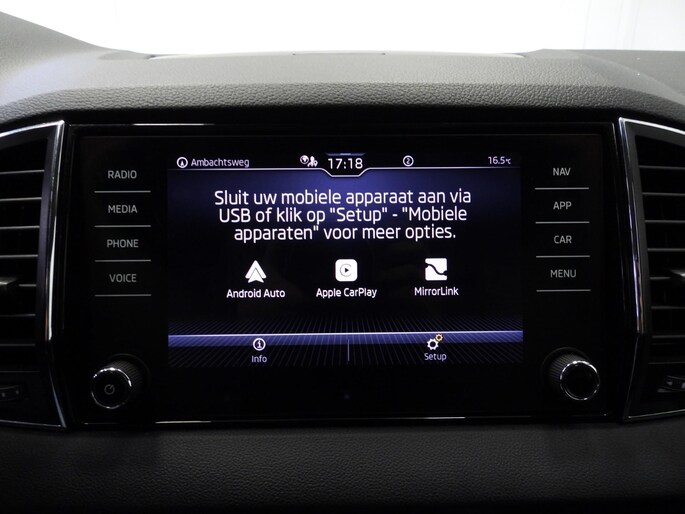 RADIO
MEDIA
PHONE
VOICE
Ambachtsweg 17:18 2 16.5°C
Sluit uw mobiele apparaat aan via
USB of klik op "Setup" - "Mobiele
apparaten" voor meer opties.
Android Auto Apple CarPlay MirrorLink
Info Setup
NAV
APP
CAR
MENU